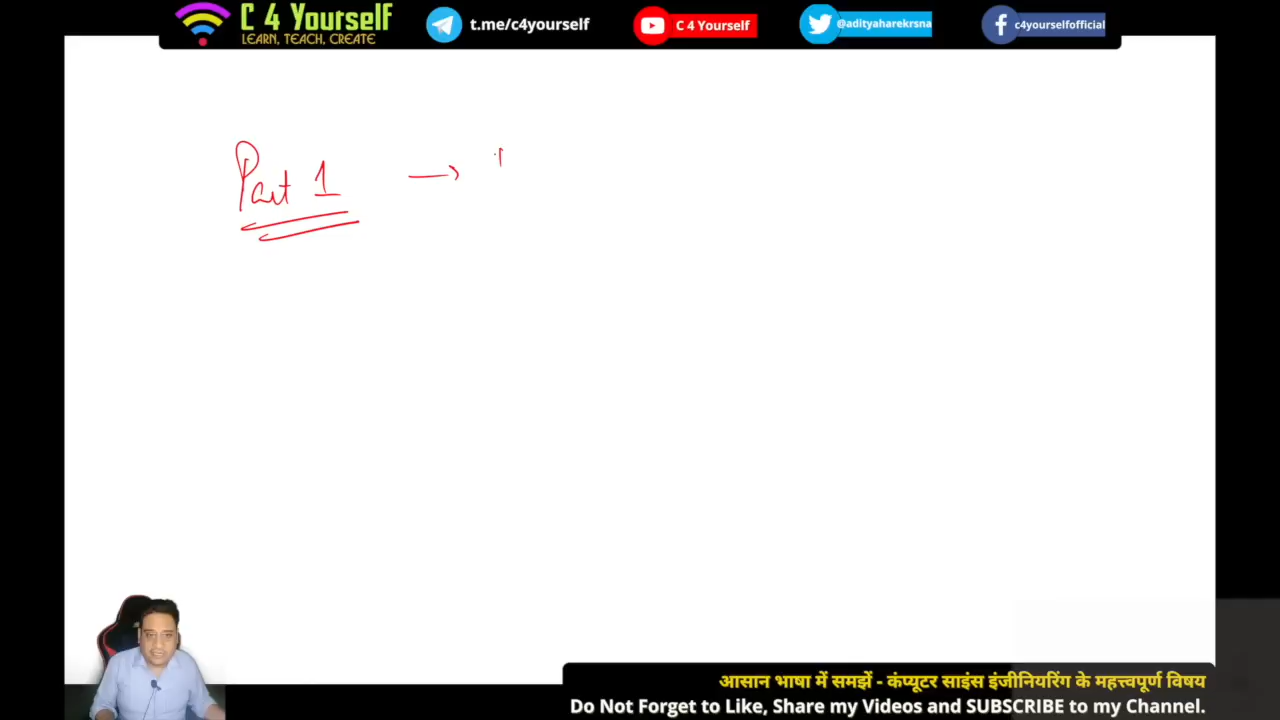 C 4 Yourself
LEARN, TEACH, CREATE
t.me/c4yourself
C 4 Yourself
@adityaharekrsna
c4yourselfofficial
Part 1 →
आसान भाषा में समझें - कंप्यूटर साइंस इंजीनियरिंग के महत्त्वपूर्ण विषय
Do Not Forget to Like, Share my Videos and SUBSCRIBE to my Channel.